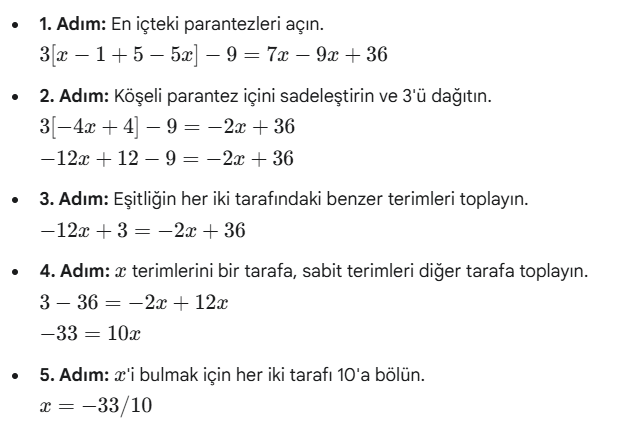 • 1. Adım: En içteki parantezleri açın.
3[x − 1 + 5 − 5x] − 9 = 7x − 9x + 36
• 2. Adım: Köşeli parantez içini sadeleştirin ve 3'ü dağıtın.
3[−4x + 4] − 9 = −2x + 36
−12x + 12 − 9 = −2x + 36
• 3. Adım: Eşitliğin her iki tarafındaki benzer terimleri toplayın.
−12x + 3 = −2x + 36
• 4. Adım: x terimlerini bir tarafa, sabit terimleri diğer tarafa toplayın.
3 − 36 = −2x + 12x
−33 = 10x
• 5. Adım: x'i bulmak için her iki tarafı 10'a bölün.
x = −33/10